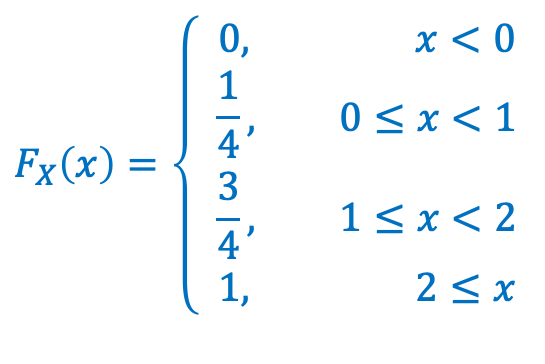 0, x < 0
1/4, 0 ≤ x < 1
F_X(x) = {
3/4, 1 ≤ x < 2
1, 2 ≤ x